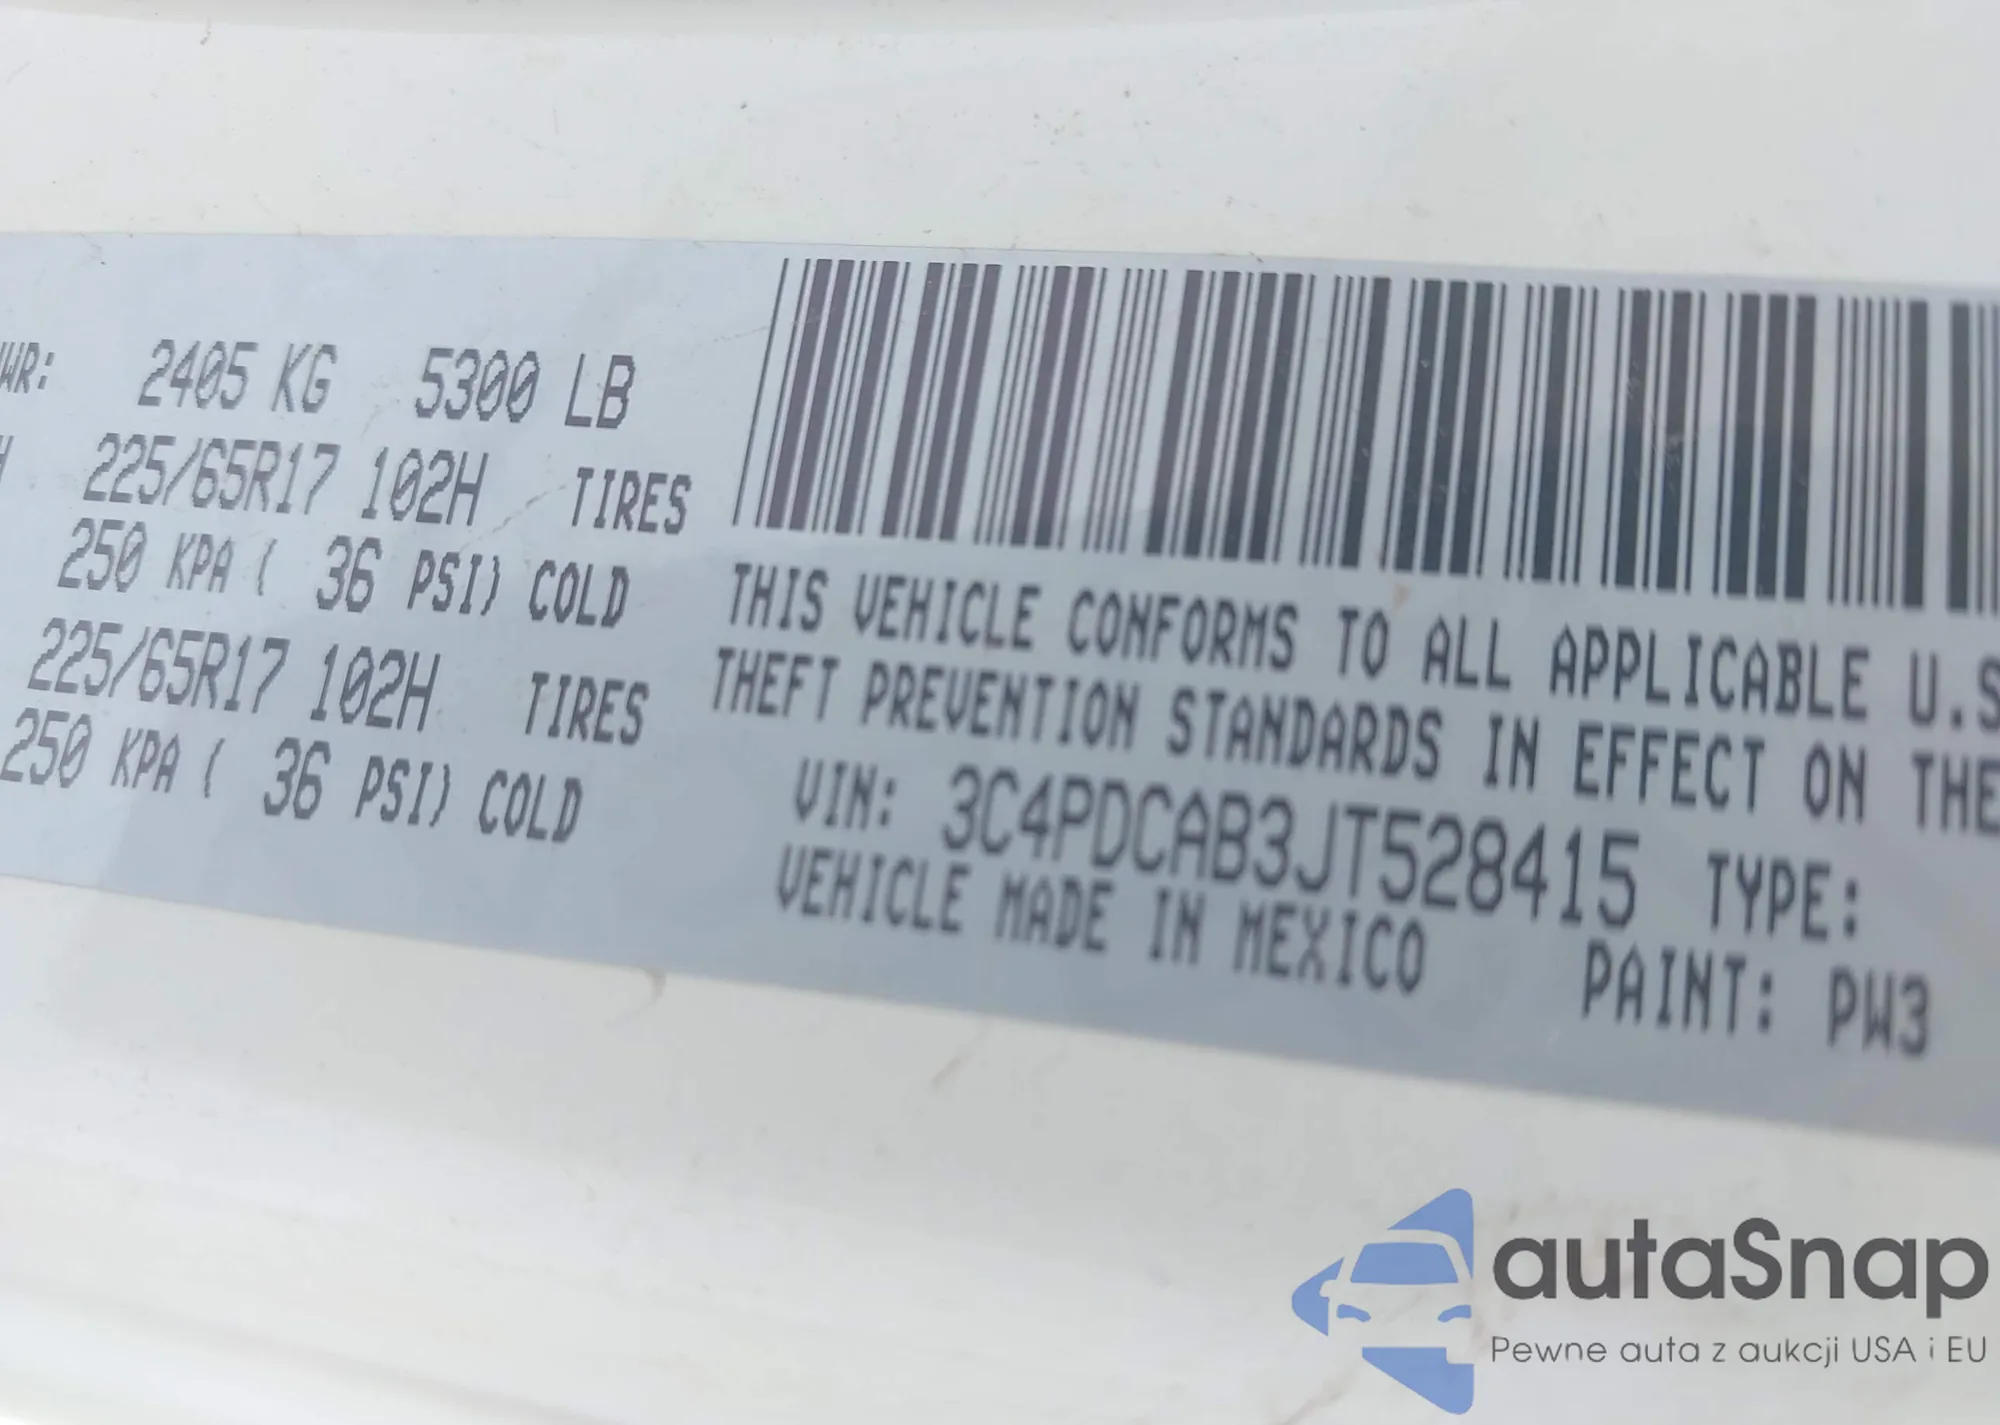 WR: 2405 KG 5300 LB
225/65R17 102H TIRES
250 KPA ( 36 PSI) COLD
225/65R17 102H TIRES
250 KPA ( 36 PSI) COLD
THIS VEHICLE CONFORMS TO ALL APPLICABLE U.S
THEFT PREVENTION STANDARDS IN EFFECT ON THE
VIN: 3C4PDCAB3JT528415 TYPE:
VEHICLE MADE IN MEXICO PAINT: PW3
autaSnap
Pewne auta z aukcji USA i EU